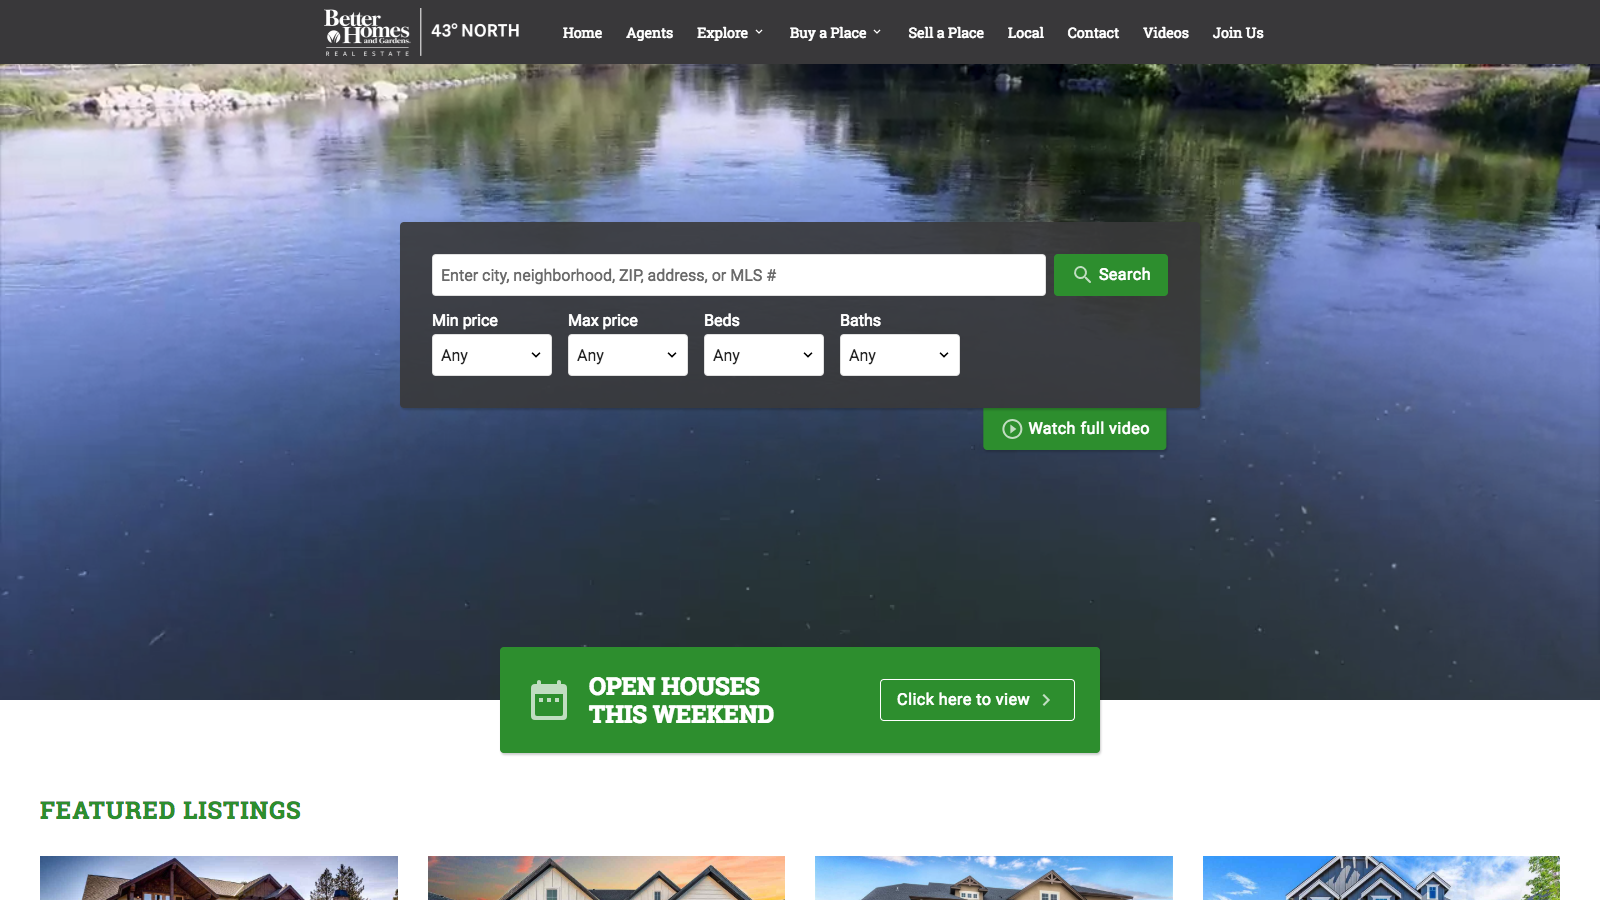 Better
Homes
and Gardens
REAL ESTATE
43° NORTH
Home
Agents
Explore
Buy a Place
Sell a Place
Local
Contact
Videos
Join Us
Enter city, neighborhood, ZIP, address, or MLS #
Search
Min price
Max price
Beds
Baths
Any
Any
Any
Any
Watch full video
OPEN HOUSES
THIS WEEKEND
Click here to view
FEATURED LISTINGS